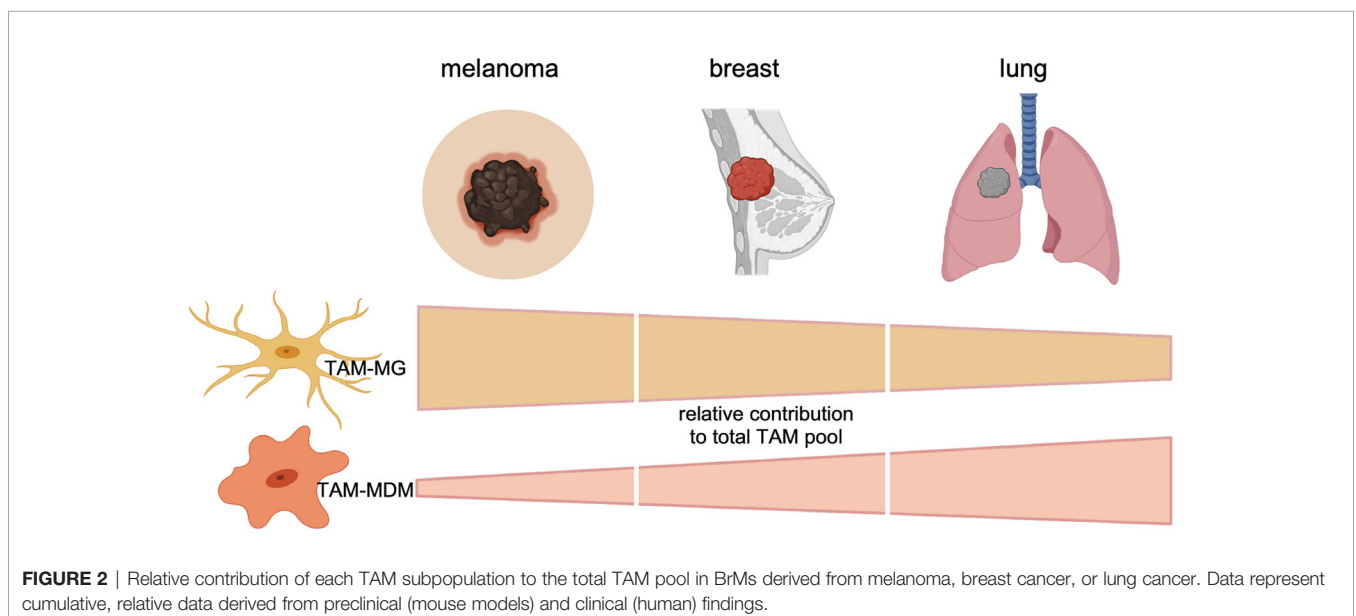 melanoma breast lung
TAM-MG
relative contribution
to total TAM pool
TAM-MDM
FIGURE 2 | Relative contribution of each TAM subpopulation to the total TAM pool in BrMs derived from melanoma, breast cancer, or lung cancer. Data represent
cumulative, relative data derived from preclinical (mouse models) and clinical (human) findings.